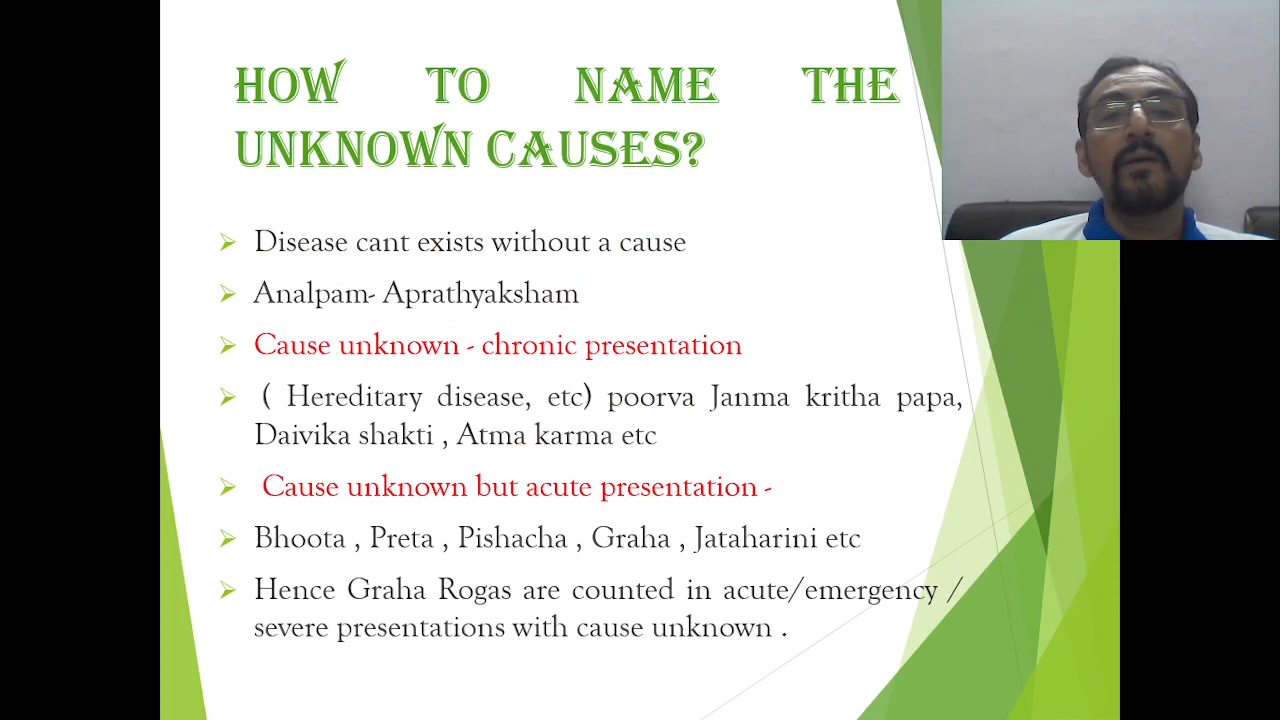 HOW TO NAME THE
UNKNOWN CAUSES?
Disease cant exists without a cause
Analpam- Aprathyaksham
Cause unknown - chronic presentation
( Hereditary disease, etc) poorva Janma kritha papa,
Daivika shakti , Atma karma etc
Cause unknown but acute presentation -
Bhoota , Preta , Pishacha , Graha , Jataharini etc
Hence Graha Rogas are counted in acute/emergency /
severe presentations with cause unknown .